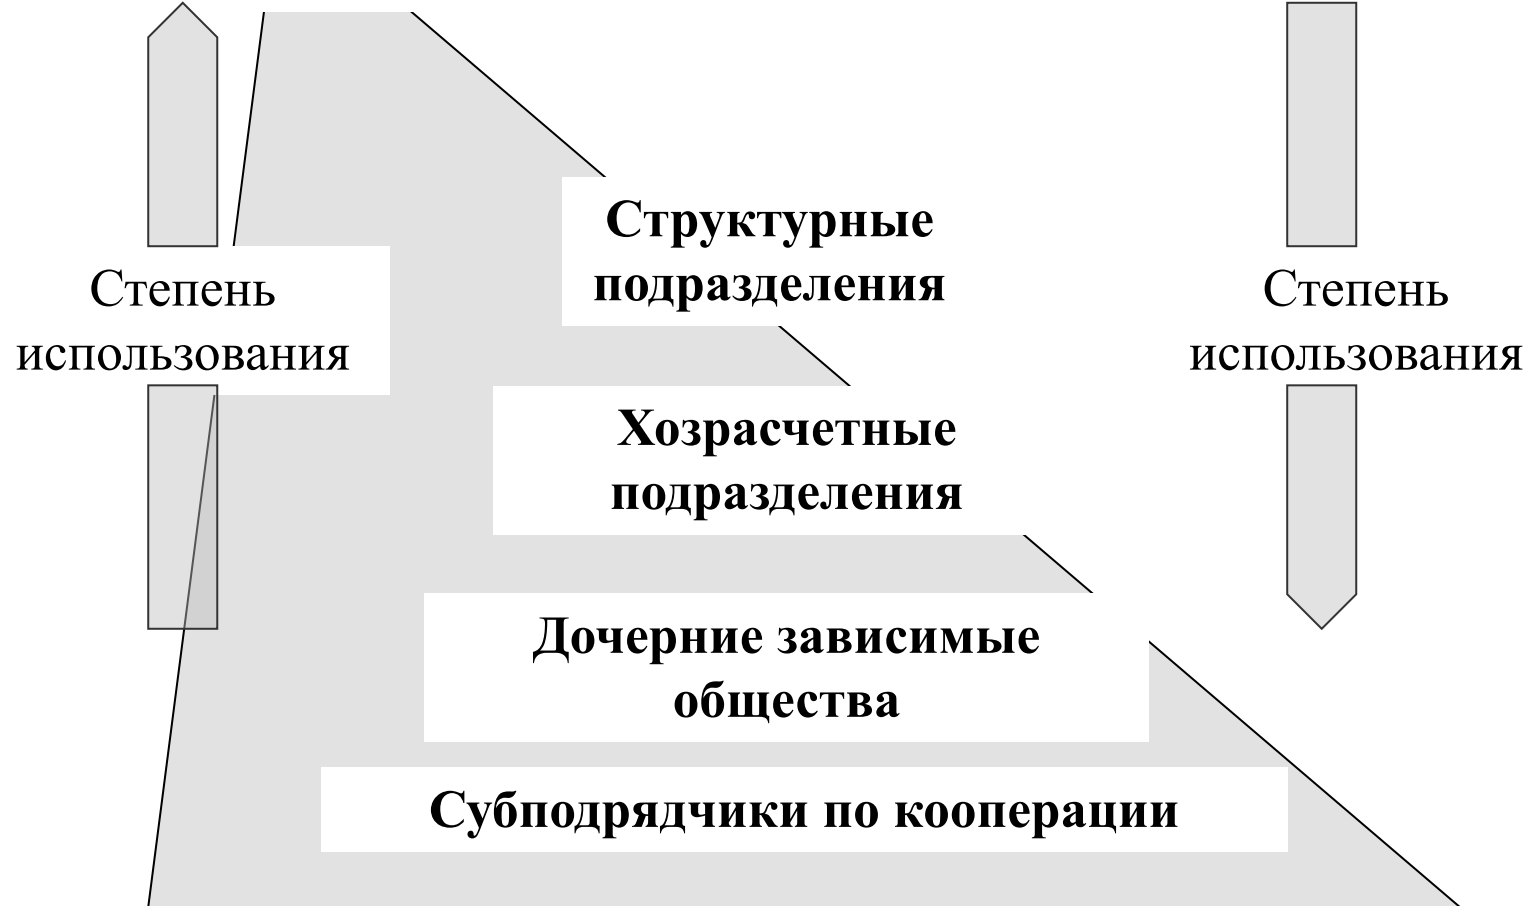 Структурные
подразделения
Степень
использования
Степень
использования
Хозрасчетные
подразделения
Дочерние зависимые
общества
Субподрядчики по кооперации